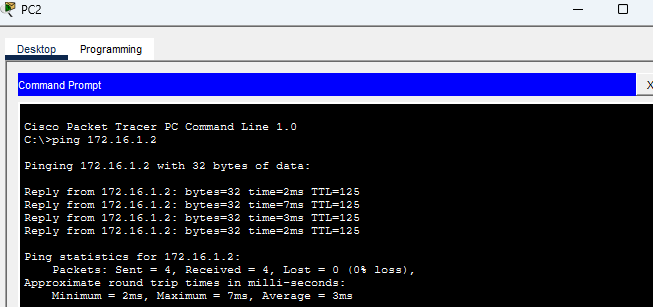 PC2
Desktop Programming
Command Prompt
X
Cisco Packet Tracer PC Command Line 1.0
C:\>ping 172.16.1.2
Pinging 172.16.1.2 with 32 bytes of data:
Reply from 172.16.1.2: bytes=32 time=2ms TTL=125
Reply from 172.16.1.2: bytes=32 time=7ms TTL=125
Reply from 172.16.1.2: bytes=32 time=3ms TTL=125
Reply from 172.16.1.2: bytes=32 time=2ms TTL=125
Ping statistics for 172.16.1.2:
Packets: Sent = 4, Received = 4, Lost = 0 (0% loss),
Approximate round trip times in milli-seconds:
Minimum = 2ms, Maximum = 7ms, Average = 3ms